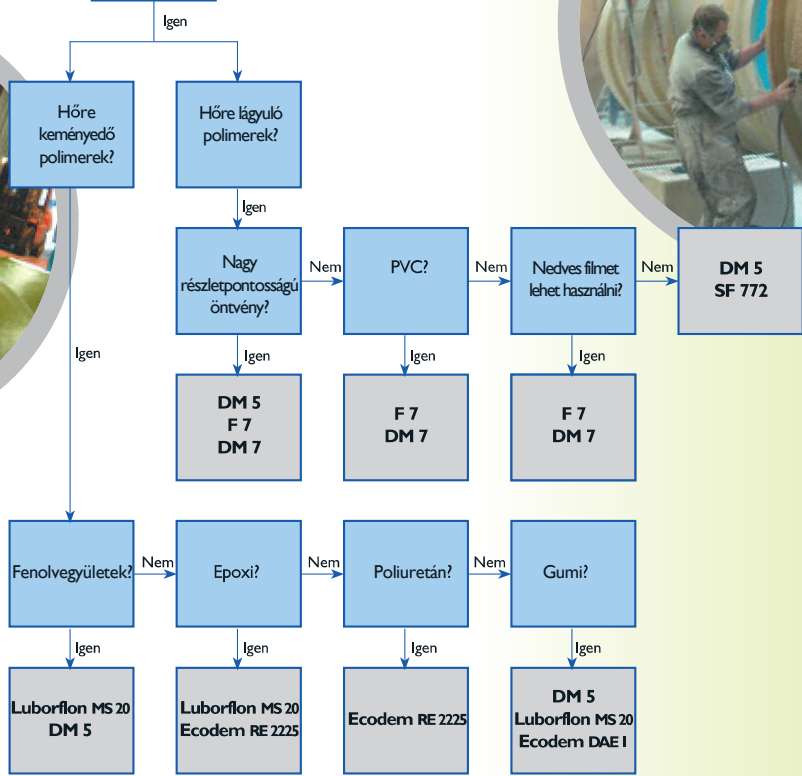 Igen
Hőre
keményedő
polimerek?
Hőre lágyuló
polimerek?
Igen
Nagy
részletpontosságú
öntvény?
Nem
PVC?
Nem
Nedves filmet
lehet használni?
Nem
DM 5
SF 772
Igen
Igen
Igen
Igen
DM 5
F 7
DM 7
F 7
DM 7
F 7
DM 7
Fenolvegyületek?
Nem
Epoxi?
Nem
Poliuretán?
Nem
Gumi?
Igen
Igen
Igen
Igen
Luborflon MS 20
DM 5
Luborflon MS 20
Ecodem RE 2225
Ecodem RE 2225
DM 5
Luborflon MS 20
Ecodem DAE I